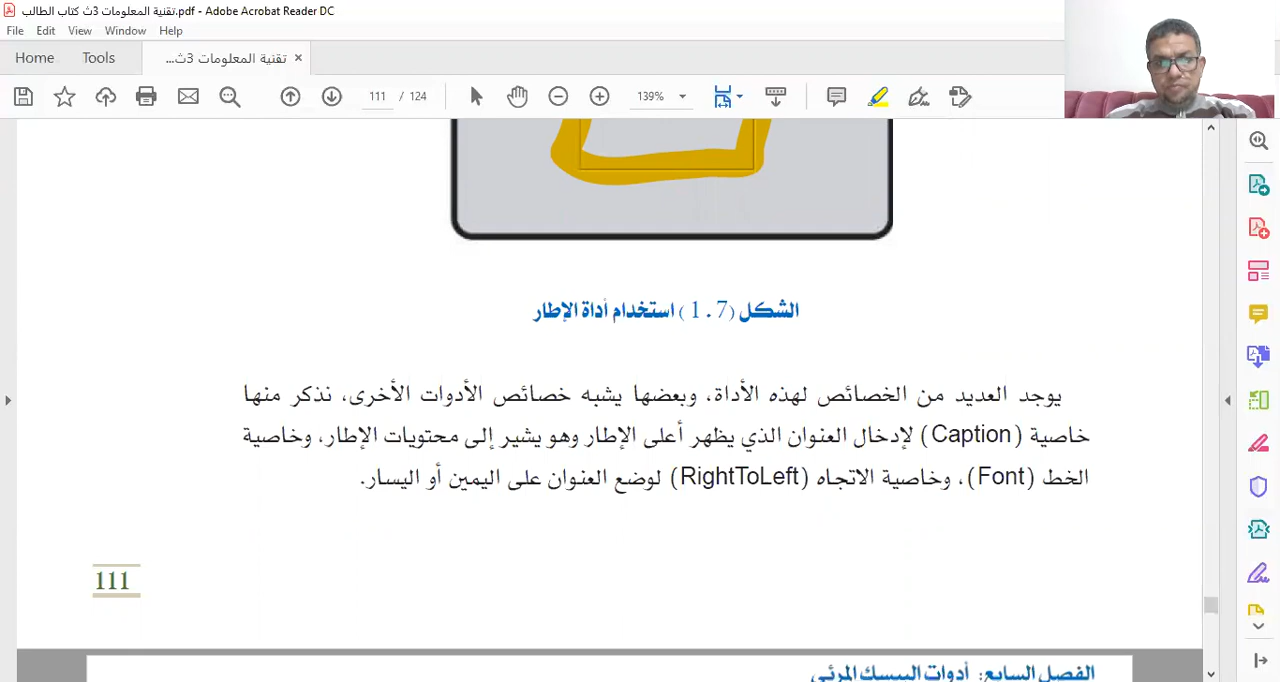 تقنية المعلومات 3ث كتاب الطالب.pdf - Adobe Acrobat Reader DC
File Edit View Window Help
Home Tools تقنية المعلومات 3ث... ×
111 / 124 139%
الشكل (1.7) استخدام أداة الإطار
يوجد العديد من الخصائص لهذه الأداة، وبعضها يشبه خصائص الأدوات الأخرى، نذكر منها
خاصية (Caption) لإدخال العنوان الذي يظهر أعلى الإطار وهو يشير إلى محتويات الإطار، وخاصية
الخط (Font)، وخاصية الاتجاه (RightToLeft) لوضع العنوان على اليمين أو اليسار.
111
الفصل السابع: أدوات البيسك المرئي